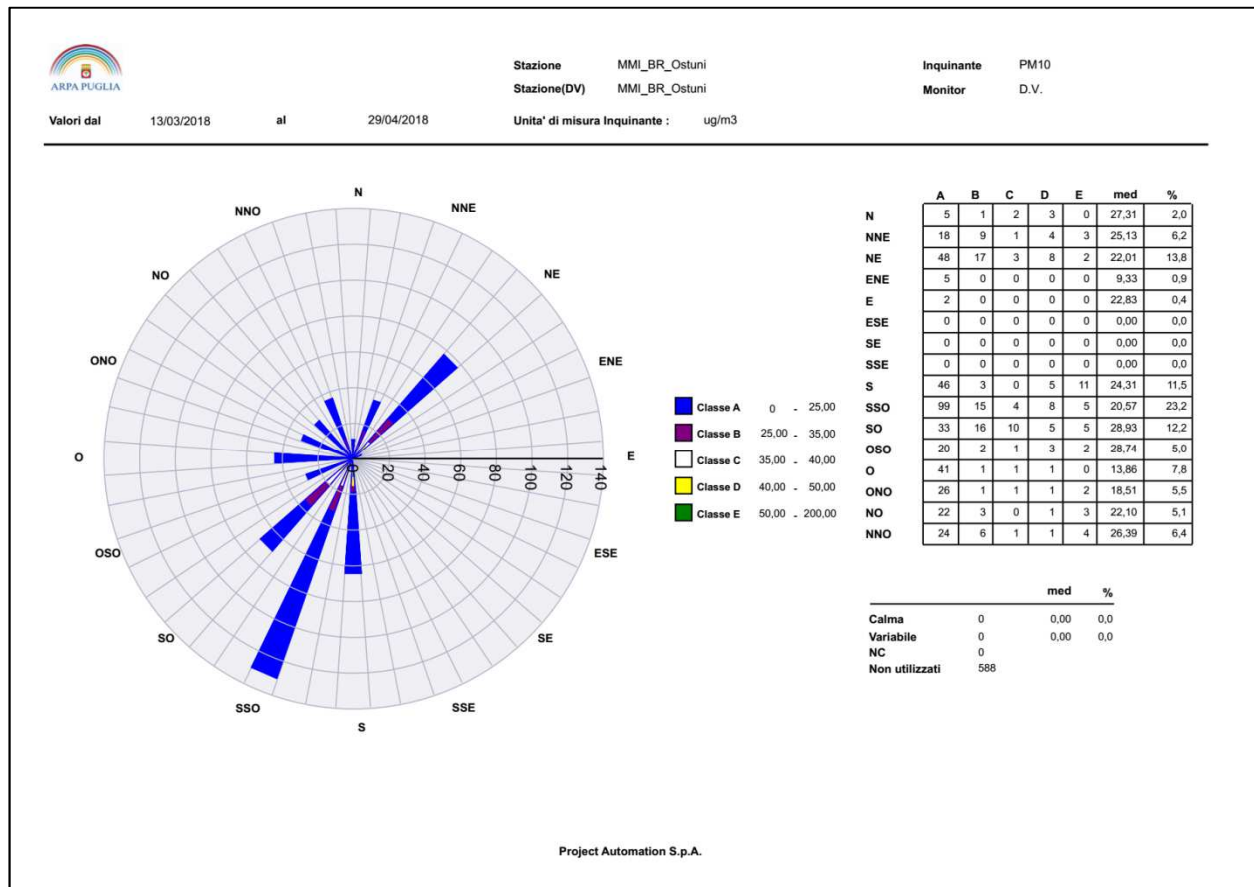 ARPA PUGLIA
Stazione MMI_BR_Ostuni Inquinante PM10
Stazione(DV) MMI_BR_Ostuni Monitor D.V.
Valori dal 13/03/2018 al 29/04/2018 Unita' di misura Inquinante : ug/m3
N
NNE
NE
ENE
E
ESE
SE
SSE
S
SSO
SO
OSO
O
ONO
NO
NNO
0 20 40 60 80 100 120 140
Classe A 0 - 25,00
Classe B 25,00 - 35,00
Classe C 35,00 - 40,00
Classe D 40,00 - 50,00
Classe E 50,00 - 200,00
A B C D E med %
N 5 1 2 3 0 27,31 2,0
NNE 18 9 1 4 3 25,13 6,2
NE 48 17 3 8 2 22,01 13,8
ENE 5 0 0 0 0 9,33 0,9
E 2 0 0 0 0 22,83 0,4
ESE 0 0 0 0 0 0,00 0,0
SE 0 0 0 0 0 0,00 0,0
SSE 0 0 0 0 0 0,00 0,0
S 46 3 0 5 11 24,31 11,5
SSO 99 15 4 8 5 20,57 23,2
SO 33 16 10 5 5 28,93 12,2
OSO 20 2 1 3 2 28,74 5,0
O 41 1 1 1 0 13,86 7,8
ONO 26 1 1 1 2 18,51 5,5
NO 22 3 0 1 3 22,10 5,1
NNO 24 6 1 1 4 26,39 6,4
med %
Calma 0 0,00 0,0
Variabile 0 0,00 0,0
NC 0
Non utilizzati 588
Project Automation S.p.A.